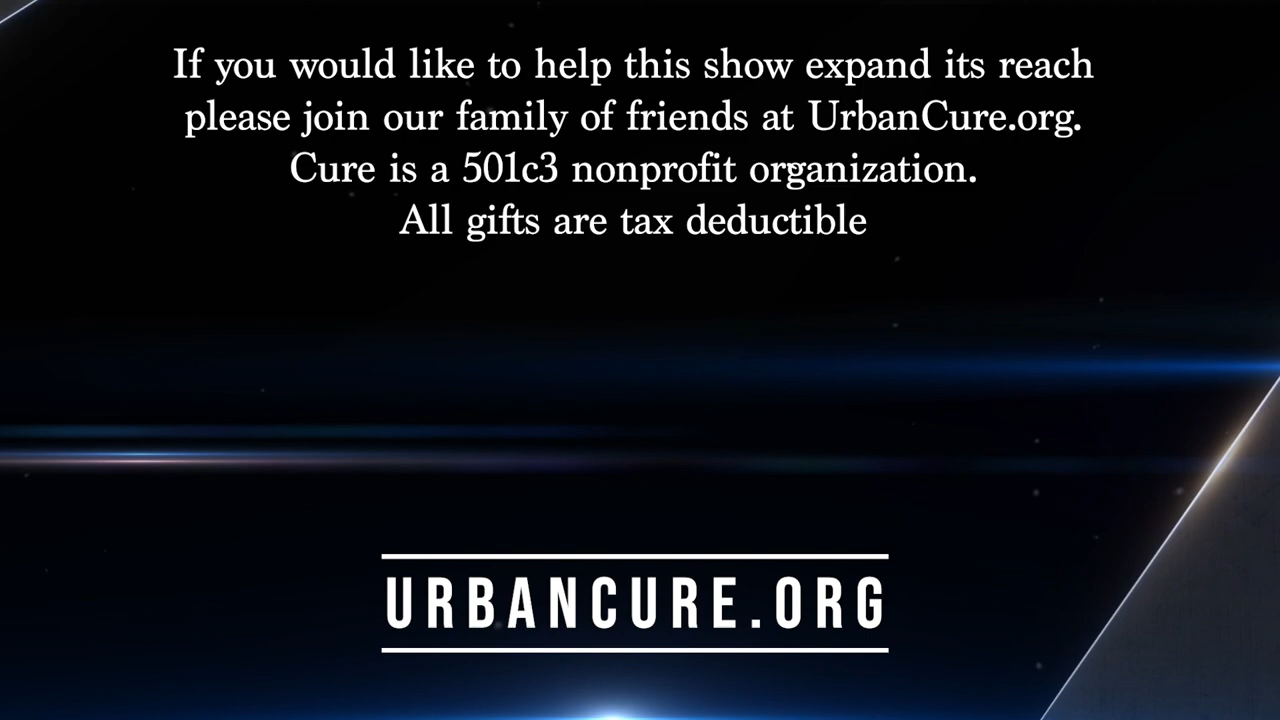 If you would like to help this show expand its reach
please join our family of friends at UrbanCure.org.
Cure is a 501c3 nonprofit organization.
All gifts are tax deductible
URBANCURE.ORG